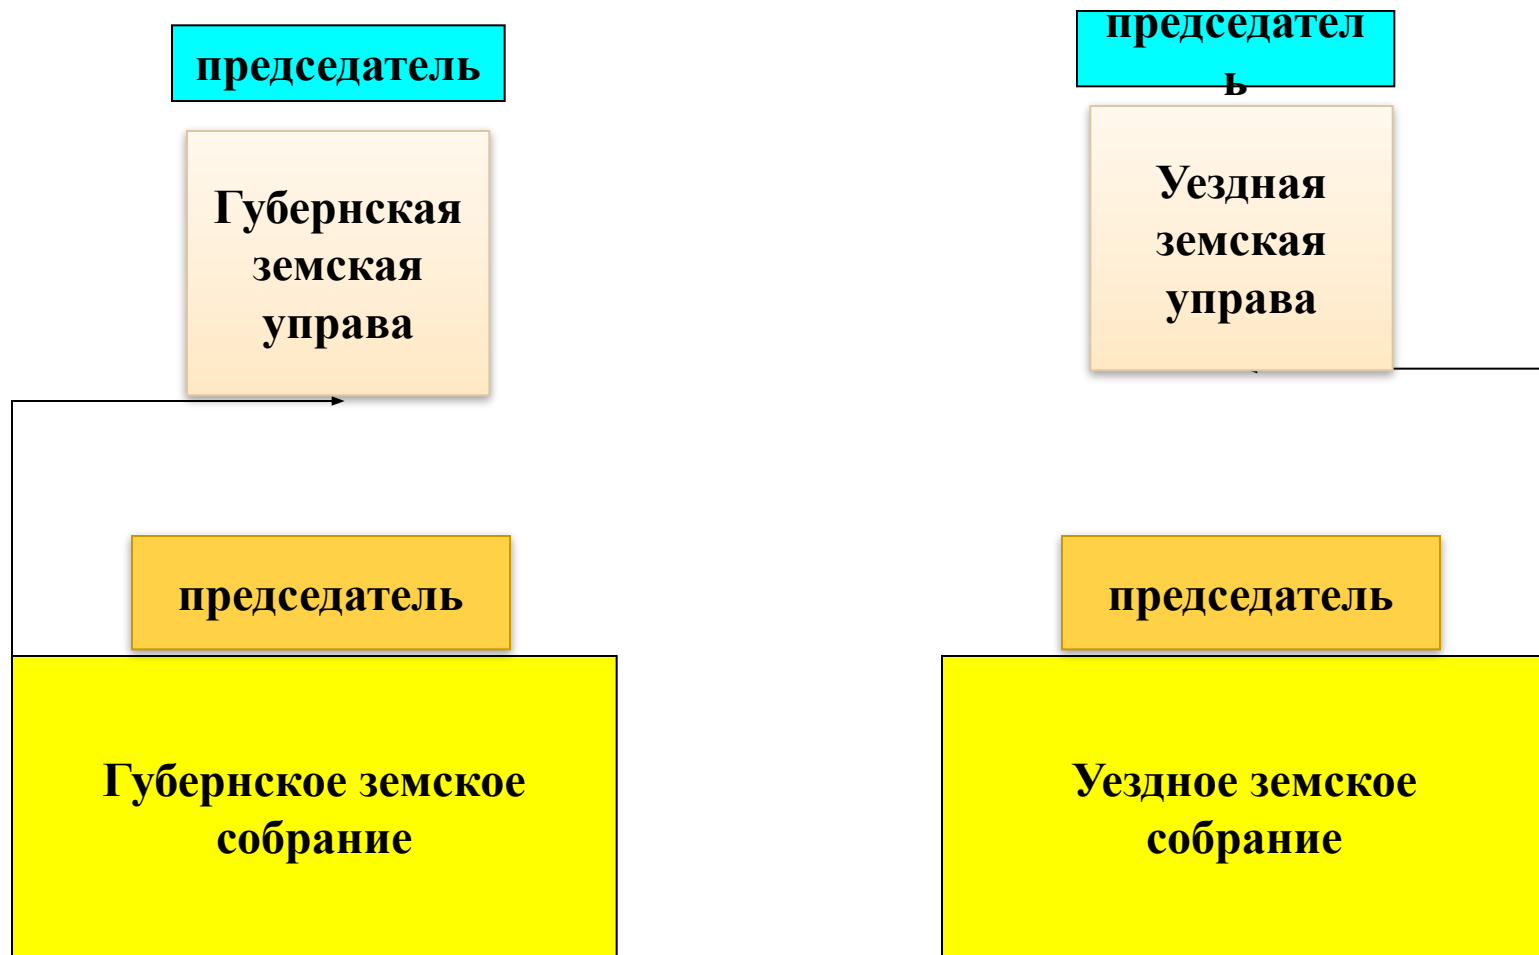 председатель
Губернская
земская
управа
председатель
Губернское земское
собрание
председател
ь
Уездная
земская
управа
председатель
Уездное земское
собрание